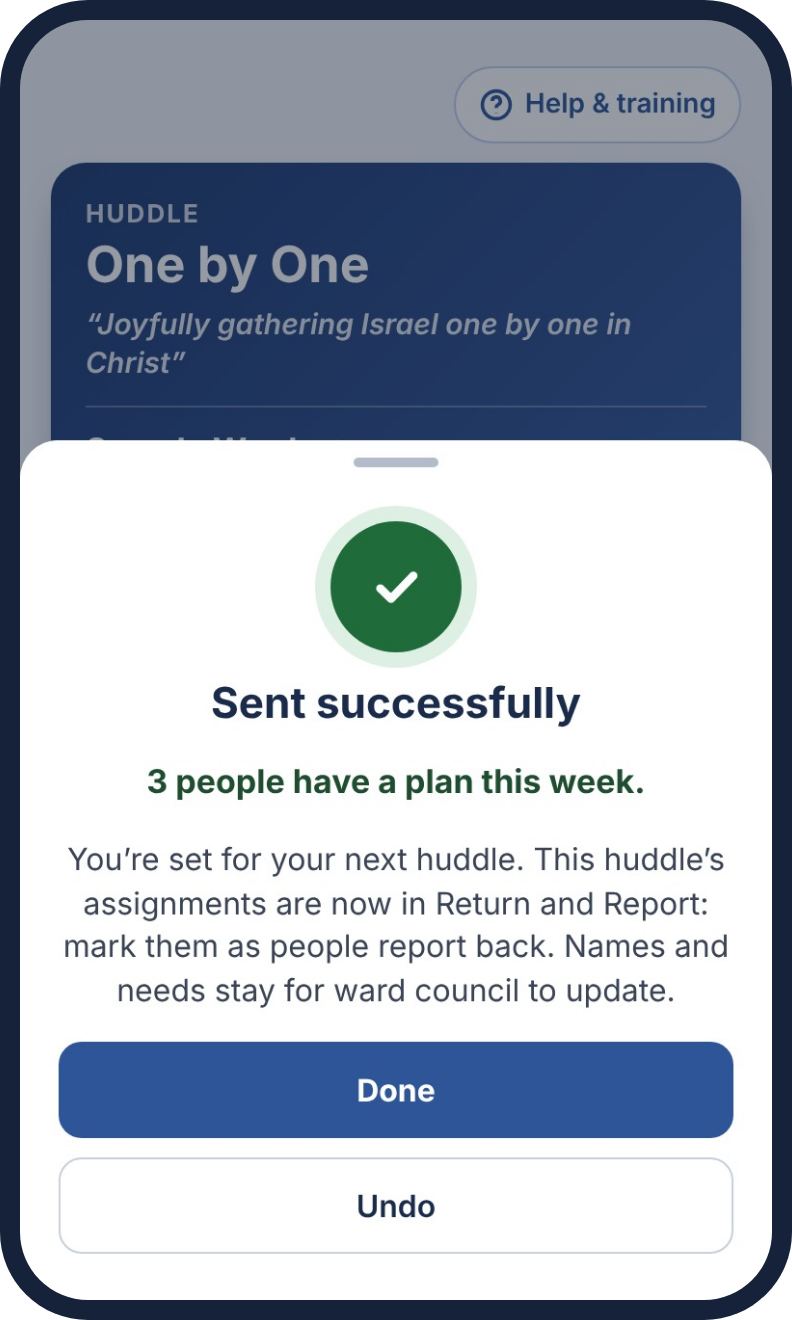 Help & training
HUDDLE
One by One
“Joyfully gathering Israel one by one in
Christ”
Sent successfully
3 people have a plan this week.
You’re set for your next huddle. This huddle’s
assignments are now in Return and Report:
mark them as people report back. Names and
needs stay for ward council to update.
Done
Undo